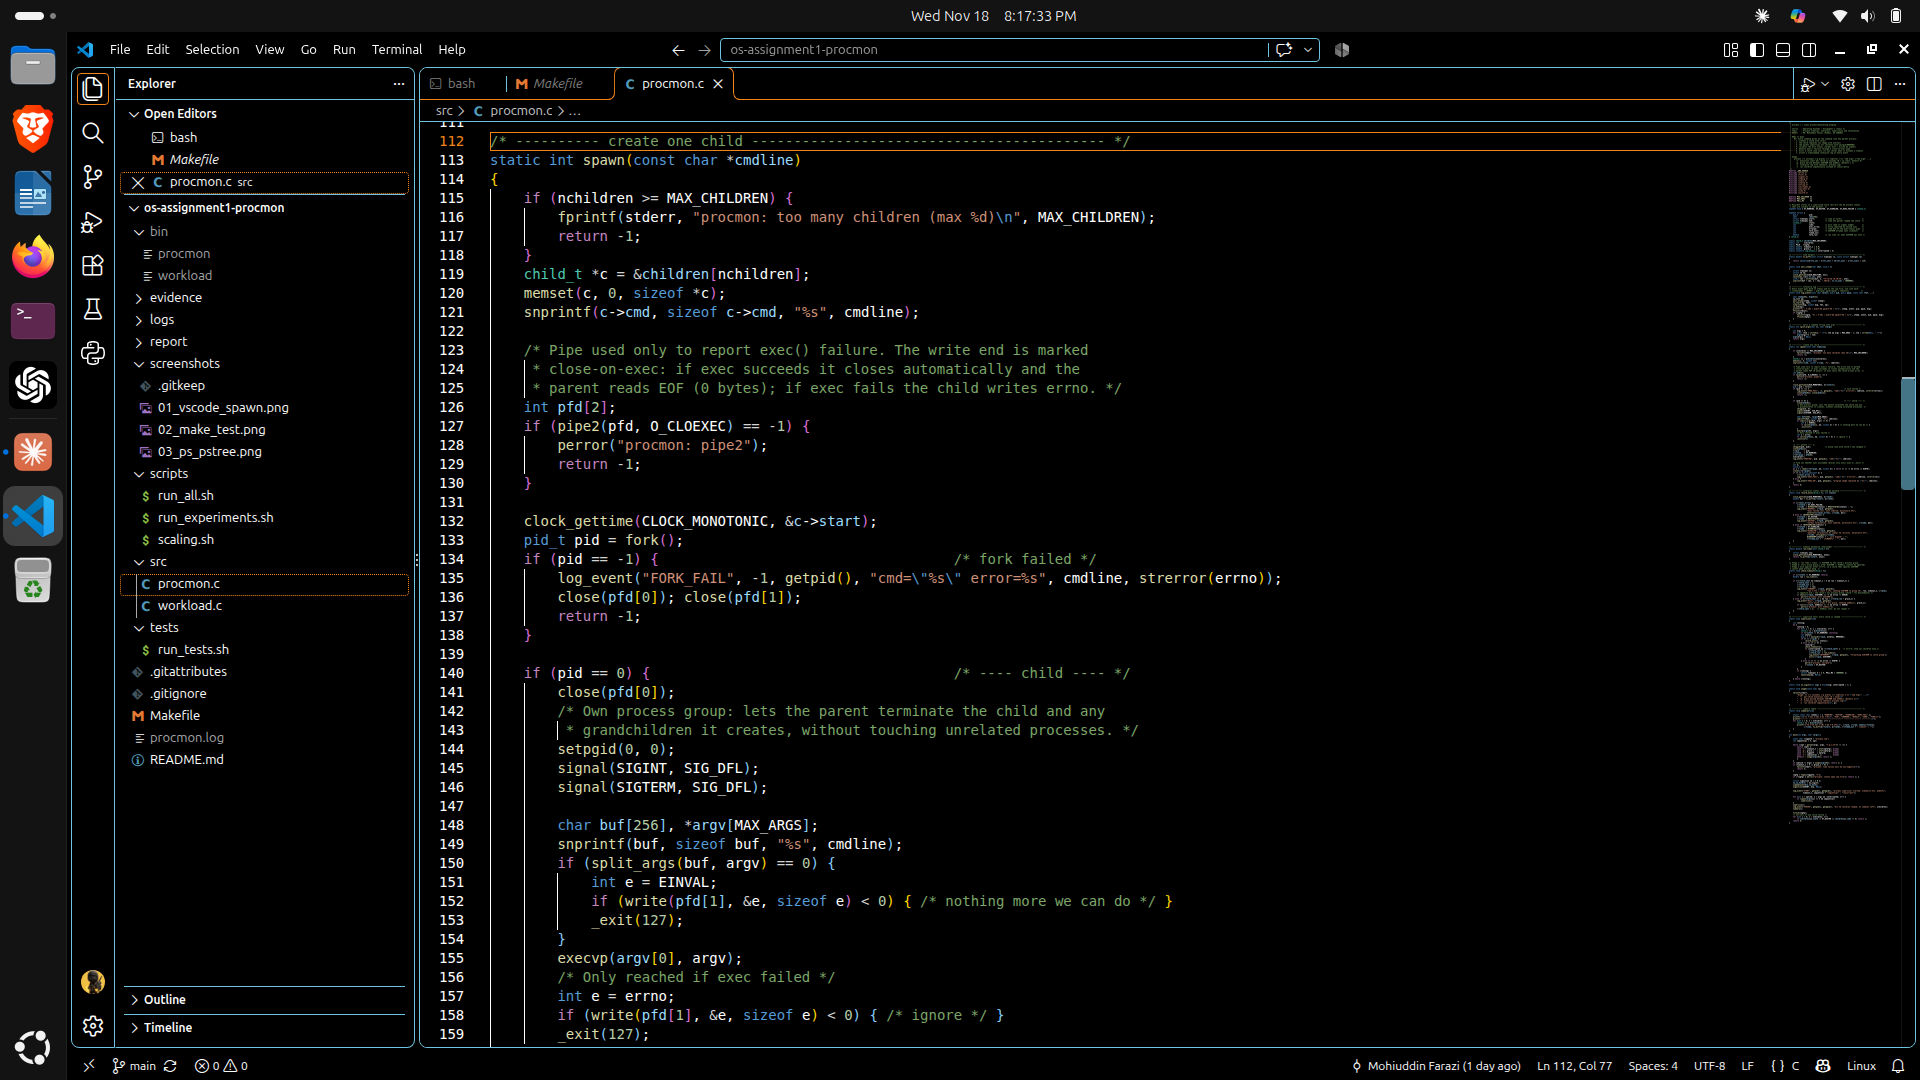 Wed Nov 18 8:17:33 PM
File Edit Selection View Go Run Terminal Help
os-assignment1-procmon
Explorer
bash
Makefile
procmon.c
src > C procmon.c > ...
Open Editors
bash
Makefile
procmon.c src
os-assignment1-procmon
bin
procmon
workload
evidence
logs
report
screenshots
.gitkeep
01_vscode_spawn.png
02_make_test.png
03_ps_pstree.png
scripts
$ run_all.sh
$ run_experiments.sh
$ scaling.sh
src
C procmon.c
C workload.c
tests
$ run_tests.sh
.gitattributes
.gitignore
M Makefile
procmon.log
README.md
Outline
Timeline
111
112 /* ---------- create one child ------------------------------------------ */
113 static int spawn(const char *cmdline)
114 {
115     if (nchildren >= MAX_CHILDREN) {
116         fprintf(stderr, "procmon: too many children (max %d)\n", MAX_CHILDREN);
117         return -1;
118     }
119     child_t *c = &children[nchildren];
120     memset(c, 0, sizeof *c);
121     snprintf(c->cmd, sizeof c->cmd, "%s", cmdline);
122
123     /* Pipe used only to report exec() failure. The write end is marked
124      * close-on-exec: if exec succeeds it closes automatically and the
125      * parent reads EOF (0 bytes); if exec fails the child writes errno. */
126     int pfd[2];
127     if (pipe2(pfd, O_CLOEXEC) == -1) {
128         perror("procmon: pipe2");
129         return -1;
130     }
131
132     clock_gettime(CLOCK_MONOTONIC, &c->start);
133     pid_t pid = fork();
134     if (pid == -1) {                                   /* fork failed */
135         log_event("FORK_FAIL", -1, getpid(), "cmd=\"%s\" error=%s", cmdline, strerror(errno));
136         close(pfd[0]); close(pfd[1]);
137         return -1;
138     }
139
140     if (pid == 0) {                                    /* ---- child ---- */
141         close(pfd[0]);
142         /* Own process group: lets the parent terminate the child and any
143          * grandchildren it creates, without touching unrelated processes. */
144         setpgid(0, 0);
145         signal(SIGINT, SIG_DFL);
146         signal(SIGTERM, SIG_DFL);
147
148         char buf[256], *argv[MAX_ARGS];
149         snprintf(buf, sizeof buf, "%s", cmdline);
150         if (split_args(buf, argv) == 0) {
151             int e = EINVAL;
152             if (write(pfd[1], &e, sizeof e) < 0) { /* nothing more we can do */ }
153             _exit(127);
154         }
155         execvp(argv[0], argv);
156         /* Only reached if exec failed */
157         int e = errno;
158         if (write(pfd[1], &e, sizeof e) < 0) { /* ignore */ }
159         _exit(127);
main 0 0
Mohiuddin Farazi (1 day ago) Ln 112, Col 77 Spaces: 4 UTF-8 LF { } C Linux